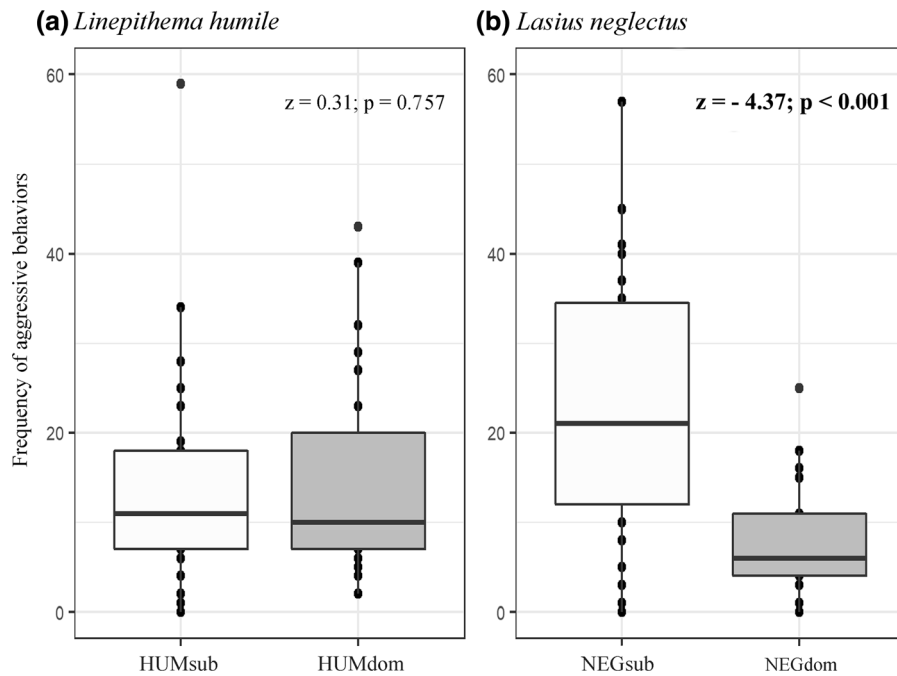 (a) Linepithema humile
(b) Lasius neglectus
Frequency of aggressive behaviors
60
40
20
0
z = 0.31; p = 0.757
HUMsub
HUMdom
60
40
20
0
z = - 4.37; p < 0.001
NEGsub
NEGdom